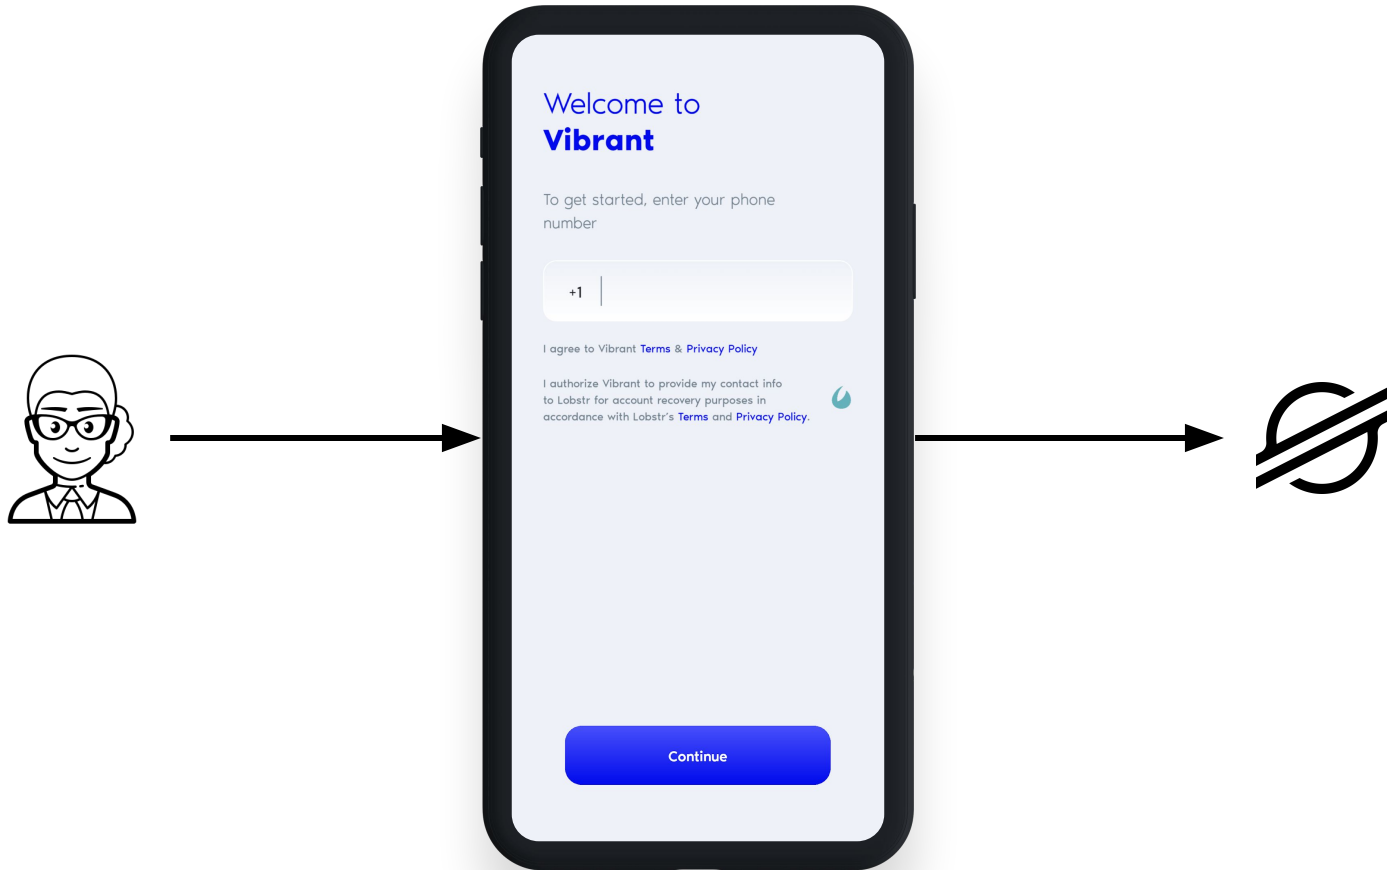 Welcome to
Vibrant
To get started, enter your phone
number
+1
I agree to Vibrant Terms & Privacy Policy
I authorize Vibrant to provide my contact info
to Lobstr for account recovery purposes in
accordance with Lobstr's Terms and Privacy Policy.
Continue